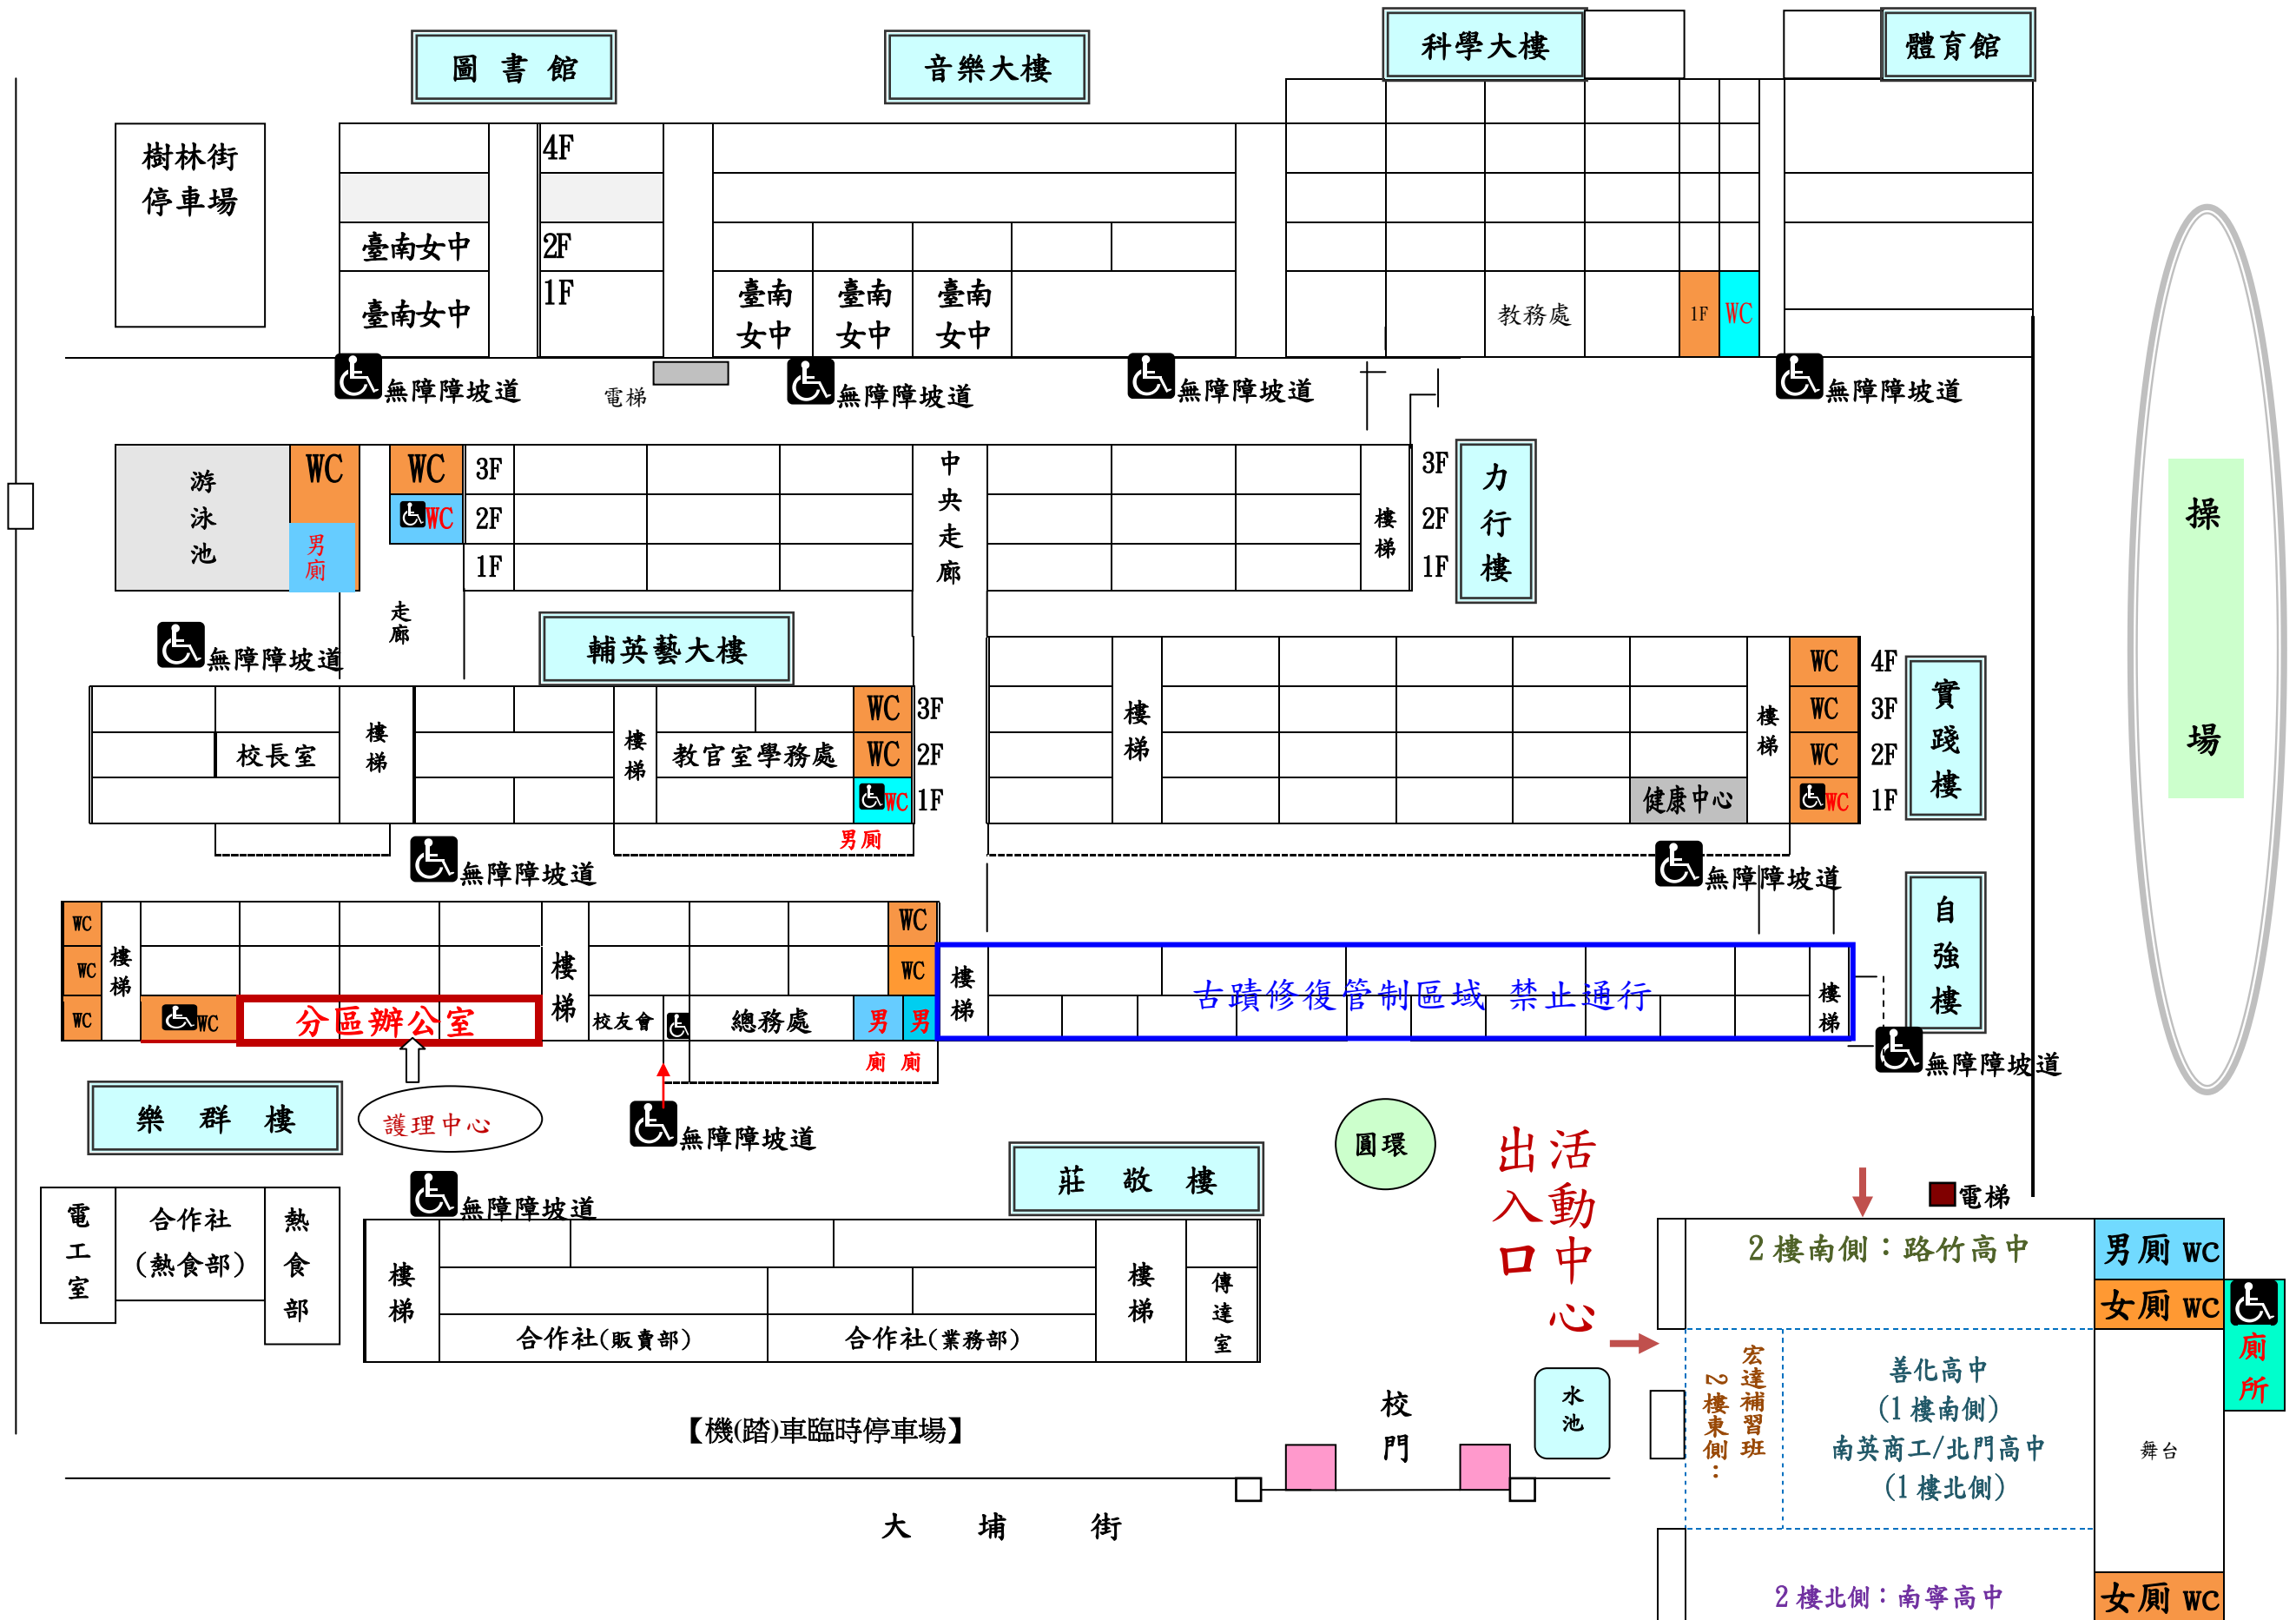 圖 書 館
音樂大樓
科學大樓
體育館
樹林街
停車場
4F
臺南女中
2F
臺南女中
1F
臺南
女中
臺南
女中
臺南
女中
教務處
1F
WC
無障障坡道
電梯
無障障坡道
無障障坡道
無障障坡道
游泳池
WC
男廁
WC
WC
3F
2F
1F
中央走廊
樓梯
3F
2F
1F
力行樓
操場
走廊
無障障坡道
輔英藝大樓
校長室
樓梯
樓梯
教官室學務處
WC
3F
WC
2F
WC
1F
男廁
樓梯
健康中心
樓梯
WC
4F
WC
3F
WC
2F
WC
1F
實踐樓
無障障坡道
無障障坡道
自強樓
WC
WC
WC
樓梯
WC
分區辦公室
樓梯
校友會
總務處
WC
WC
男廁
男廁
樓梯
古蹟修復管制區域 禁止通行
樓梯
無障障坡道
樂 群 樓
護理中心
無障障坡道
莊 敬 樓
圓環
活動中心
出入口
電工室
合作社
(熱食部)
熱食部
無障障坡道
樓梯
合作社(販賣部)
合作社(業務部)
樓梯
傳達室
電梯
2 樓南側：路竹高中
男廁 WC
女廁 WC
廁所
宏達補習班
2 樓東側：
善化高中
(1 樓南側)
南英商工/北門高中
(1 樓北側)
舞台
2 樓北側：南寧高中
女廁 WC
水池
校門
【機(踏)車臨時停車場】
大 埔 街